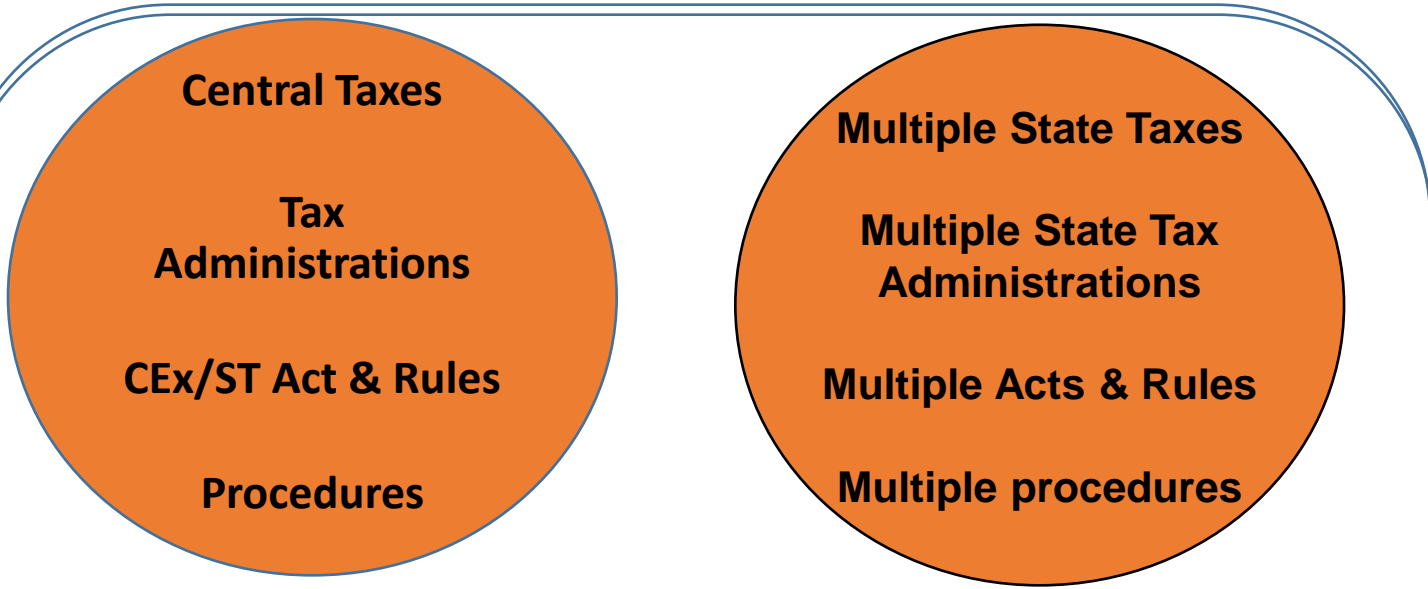 Central Taxes
Tax
Administrations
CEx/ST Act & Rules
Procedures
Multiple State Taxes
Multiple State Tax
Administrations
Multiple Acts & Rules
Multiple procedures